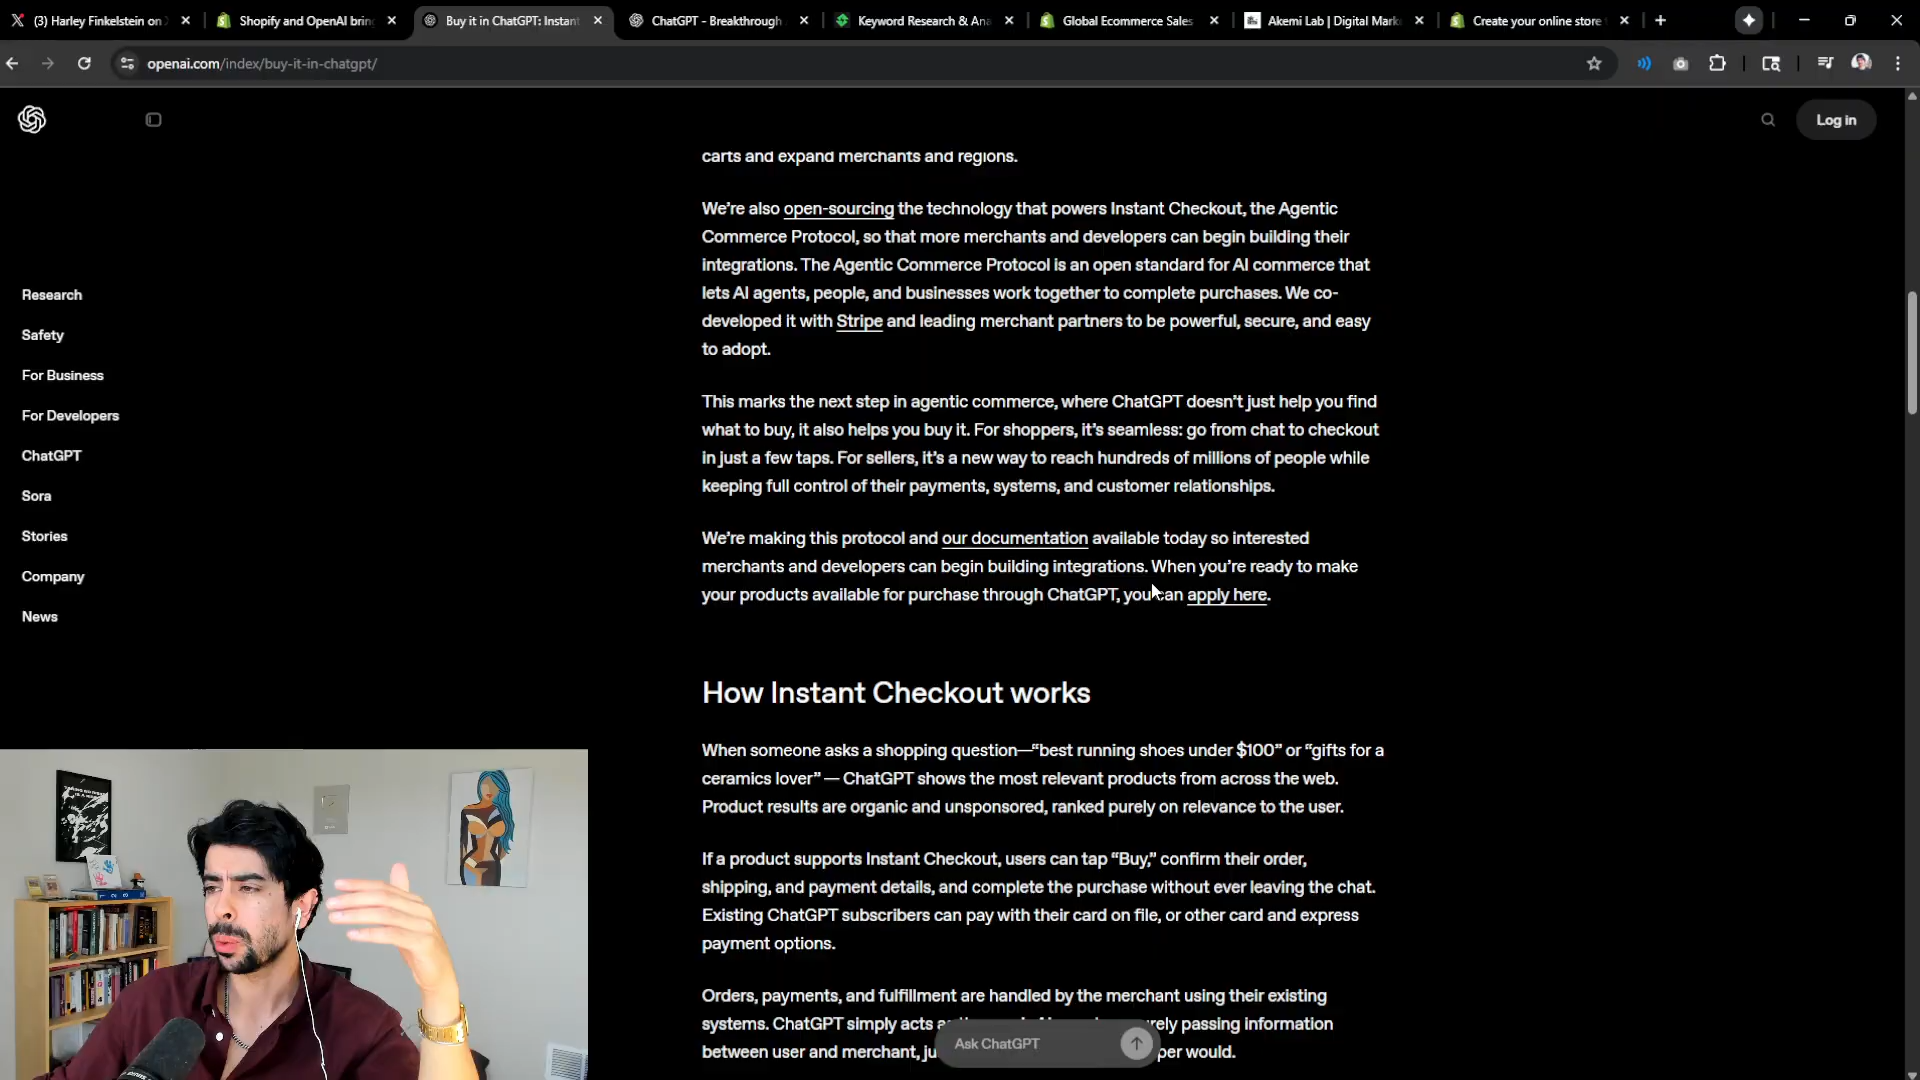 (3) Harley Finkelstein on
Shopify and OpenAI brin
Buy it in ChatGPT: Instant
ChatGPT - Breakthrough
Keyword Research & Ana
Global Ecommerce Sales
Akemi Lab | Digital Mark
Create your online store
openai.com/index/buy-it-in-chatgpt/
Log in
Research
Safety
For Business
For Developers
ChatGPT
Sora
Stories
Company
News
carts and expand merchants and regions.
We're also open-sourcing the technology that powers Instant Checkout, the Agentic
Commerce Protocol, so that more merchants and developers can begin building their
integrations. The Agentic Commerce Protocol is an open standard for AI commerce that
lets AI agents, people, and businesses work together to complete purchases. We co-
developed it with Stripe and leading merchant partners to be powerful, secure, and easy
to adopt.
This marks the next step in agentic commerce, where ChatGPT doesn't just help you find
what to buy, it also helps you buy it. For shoppers, it's seamless: go from chat to checkout
in just a few taps. For sellers, it's a new way to reach hundreds of millions of people while
keeping full control of their payments, systems, and customer relationships.
We're making this protocol and our documentation available today so interested
merchants and developers can begin building integrations. When you're ready to make
your products available for purchase through ChatGPT, you can apply here.
How Instant Checkout works
When someone asks a shopping question—“best running shoes under $100” or “gifts for a
ceramics lover” — ChatGPT shows the most relevant products from across the web.
Product results are organic and unsponsored, ranked purely on relevance to the user.
If a product supports Instant Checkout, users can tap “Buy,” confirm their order,
shipping, and payment details, and complete the purchase without ever leaving the chat.
Existing ChatGPT subscribers can pay with their card on file, or other card and express
payment options.
Orders, payments, and fulfillment are handled by the merchant using their existing
systems. ChatGPT simply acts passing information
between user and merchant, would.
Ask ChatGPT